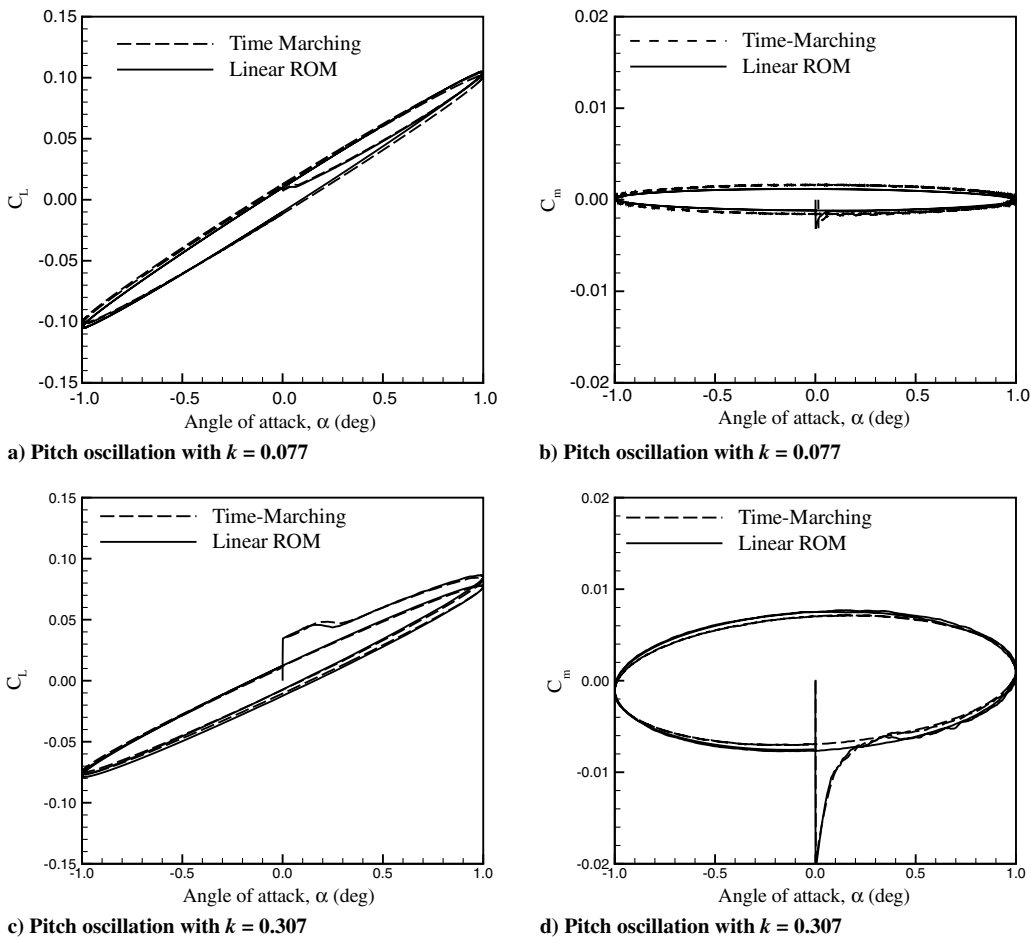 0.15
0.10
0.05
0.00
-0.05
-0.10
-0.15
C_L
Time Marching
Linear ROM
-1.0 -0.5 0.0 0.5 1.0
Angle of attack, α (deg)
a) Pitch oscillation with k = 0.077
0.02
0.01
0.00
-0.01
-0.02
C_m
Time-Marching
Linear ROM
-1.0 -0.5 0.0 0.5 1.0
Angle of attack, α (deg)
b) Pitch oscillation with k = 0.077
0.15
0.10
0.05
0.00
-0.05
-0.10
-0.15
C_L
Time-Marching
Linear ROM
-1.0 -0.5 0.0 0.5 1.0
Angle of attack, α (deg)
c) Pitch oscillation with k = 0.307
0.02
0.01
0.00
-0.01
-0.02
C_m
Time-Marching
Linear ROM
-1.0 -0.5 0.0 0.5 1.0
Angle of attack, α (deg)
d) Pitch oscillation with k = 0.307